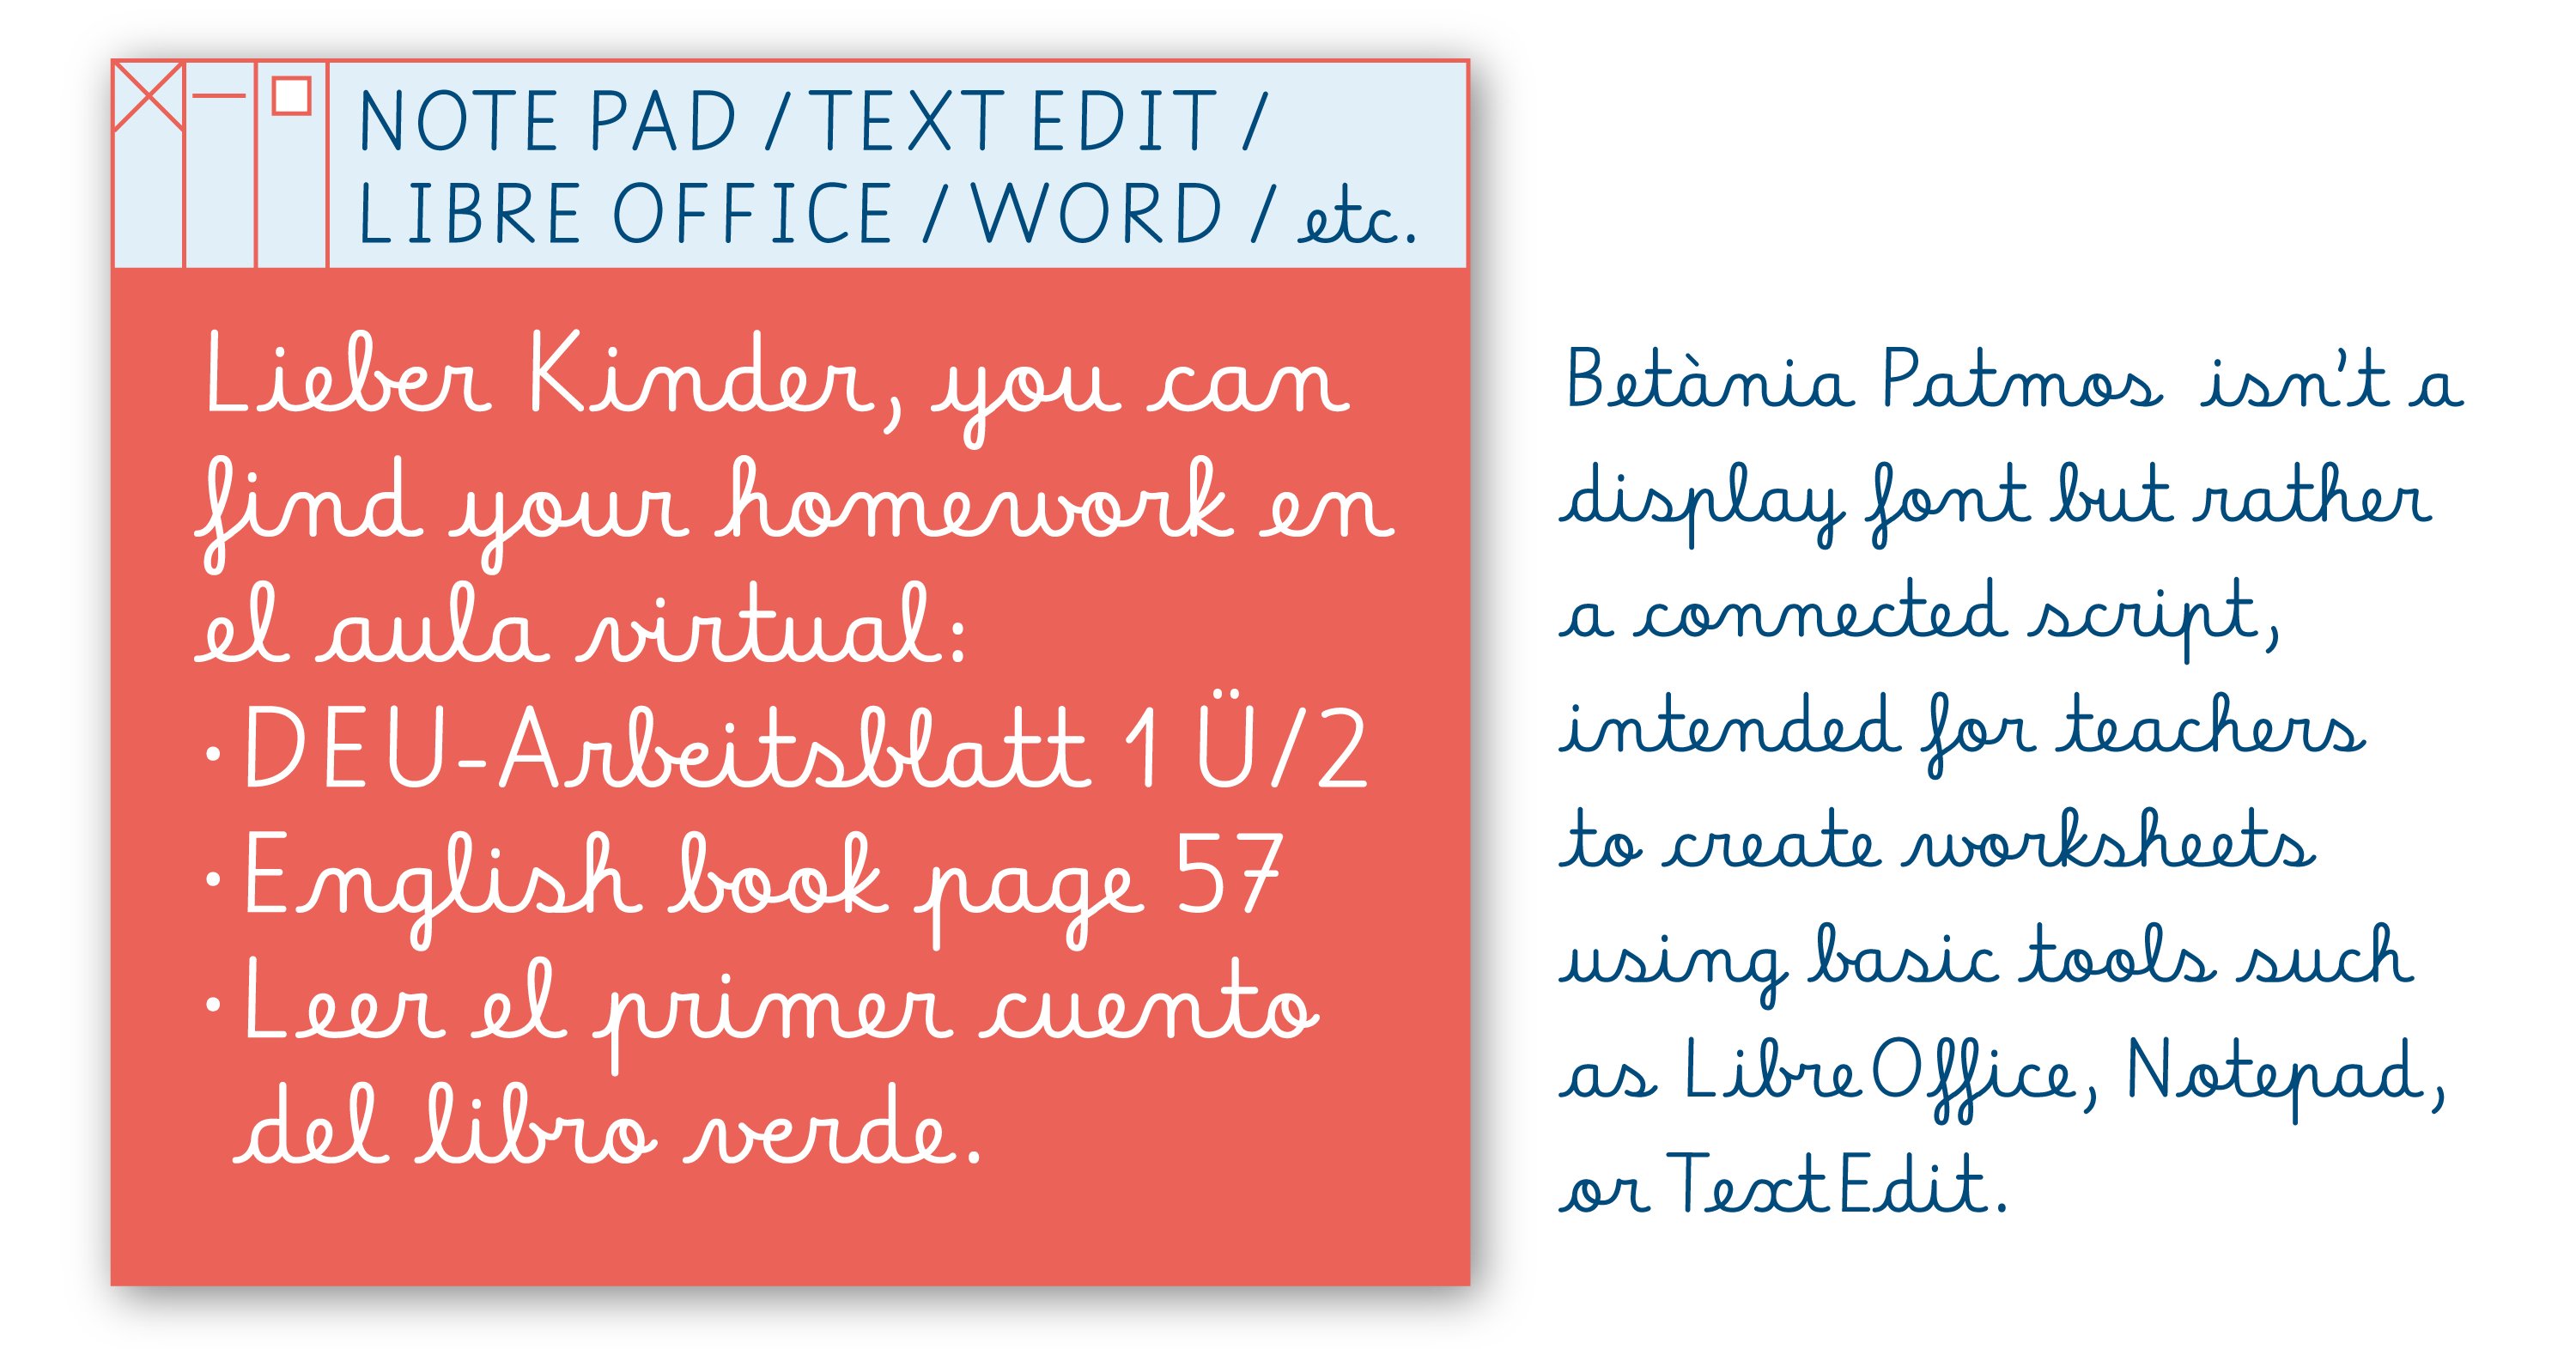 NOTE PAD / TEXT EDIT /
LIBRE OFFICE / WORD / etc.
Lieber Kinder, you can
find your homework en
el aula virtual:
·DEU-Arbeitsblatt 1 Ü/2
·English book page 57
·Leer el primer cuento
del libro verde.
Betània Patmos isn’t a
display font but rather
a connected script,
intended for teachers
to create worksheets
using basic tools such
as LibreOffice, Notepad,
or TextEdit.